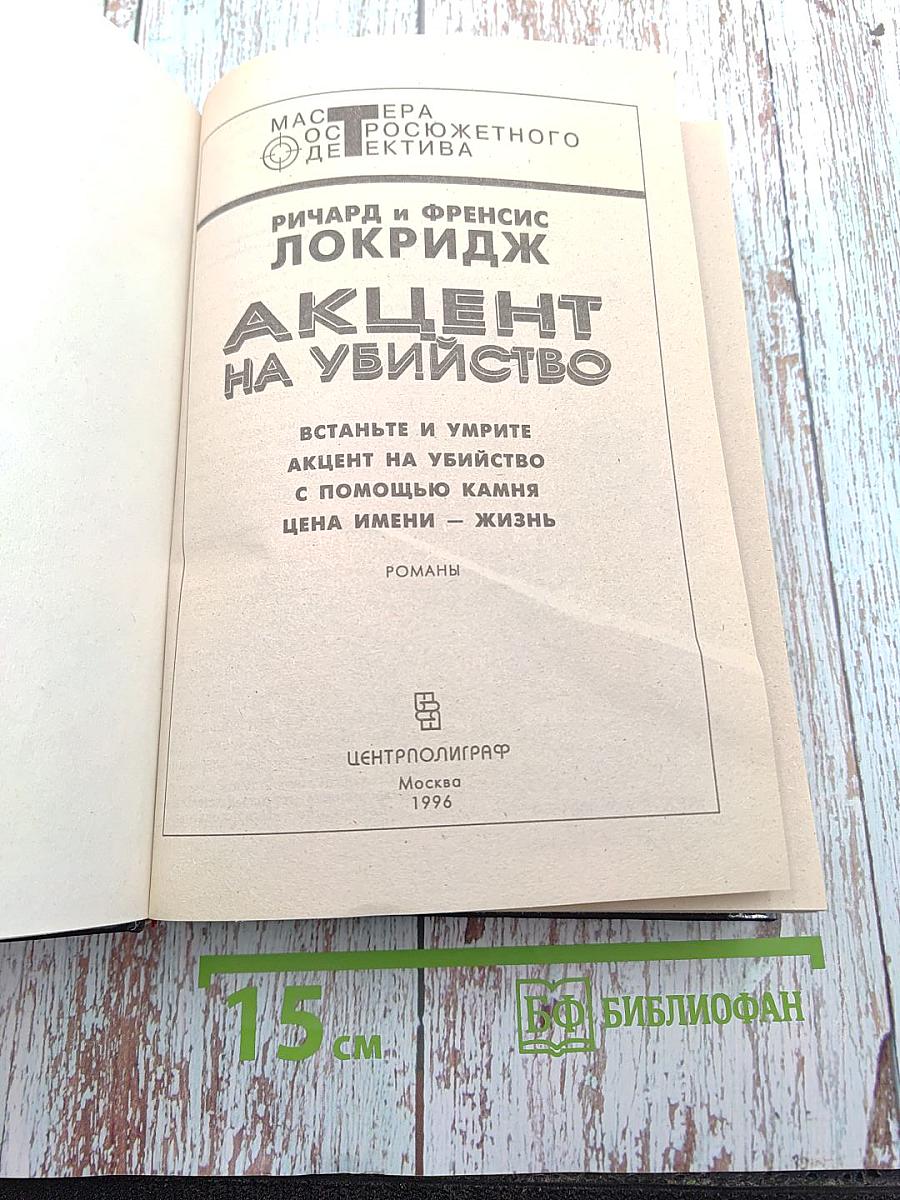 МАСТЕРА
ОСТРОСЮЖЕТНОГО
ДЕТЕКТИВА
РИЧАРД и ФРЕНСИС
ЛОКРИДЖ
АКЦЕНТ
НА УБИЙСТВО
ВСТАНЬТЕ И УМРИТЕ
АКЦЕНТ НА УБИЙСТВО
С ПОМОЩЬЮ КАМНЯ
ЦЕНА ИМЕНИ — ЖИЗНЬ
РОМАНЫ
ЦЕНТРПОЛИГРАФ
Москва
1996
15 см
БФ БИБЛИОФАН